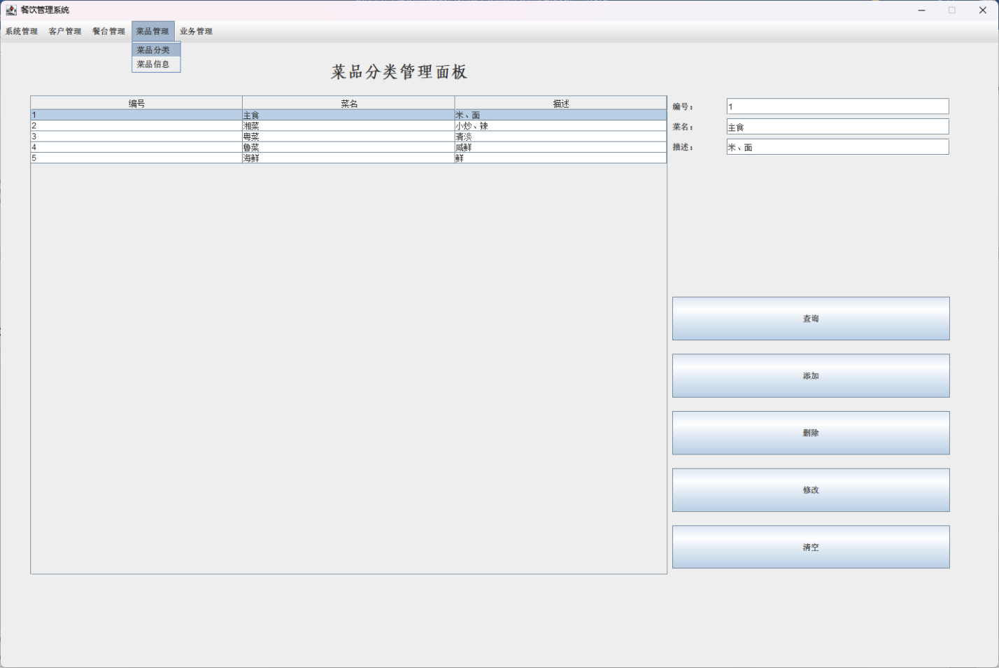 餐饮管理系统
系统管理 客户管理 餐台管理 菜品管理 业务管理
菜品分类
菜品信息
菜品分类管理面板
编号 菜名 描述
1 主食 米、面
2 湘菜 小炒、辣
3 粤菜 清淡
4 鲁菜 咸鲜
5 海鲜 鲜
编号： 1
菜名： 主食
描述： 米、面
查询
添加
删除
修改
清空